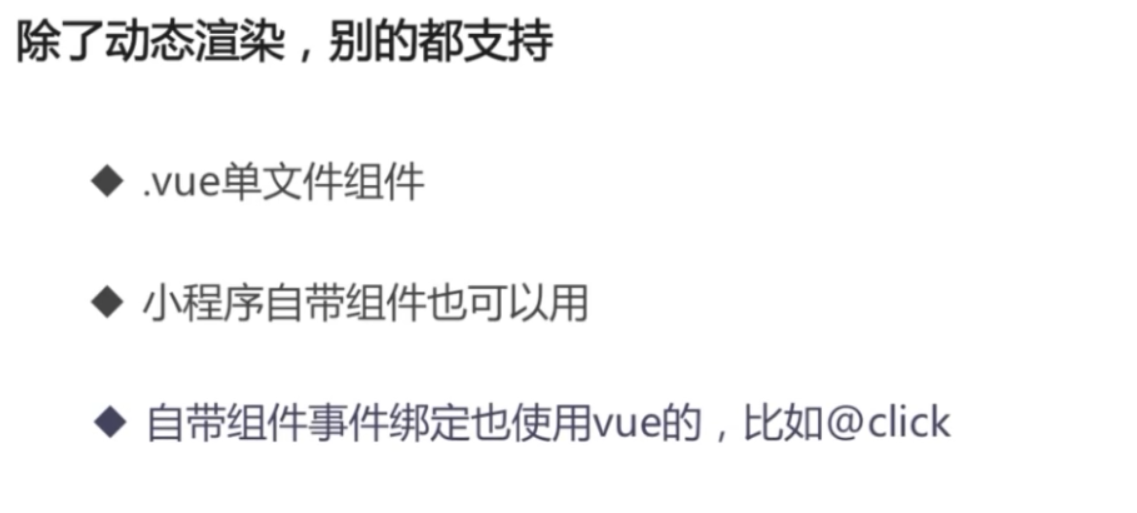 除了动态渲染，别的都支持
◆ .vue单文件组件
◆ 小程序自带组件也可以用
◆ 自带组件事件绑定也使用vue的，比如@click